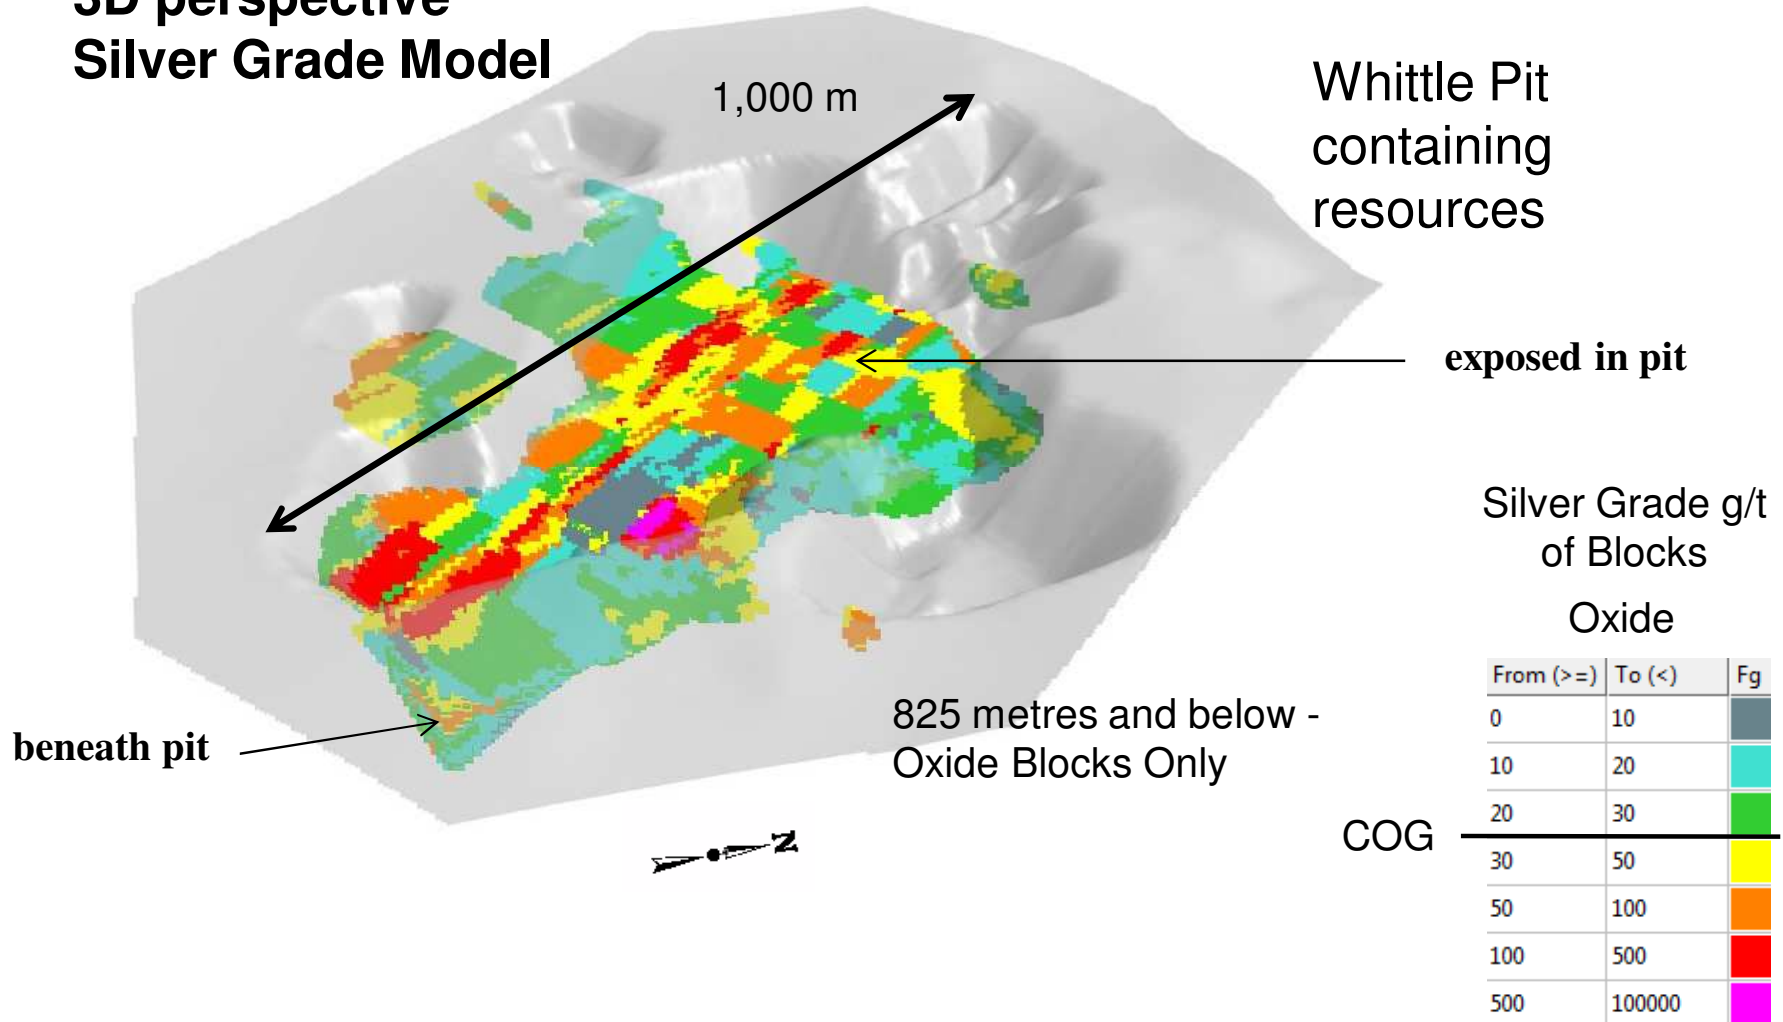 3D perspective
Silver Grade Model
1,000 m
Whittle Pit
containing
resources
exposed in pit
Silver Grade g/t
of Blocks
Oxide
825 metres and below -
Oxide Blocks Only
beneath pit
COG
N
From (>=) To (<) Fg
0 10
10 20
20 30
30 50
50 100
100 500
500 100000